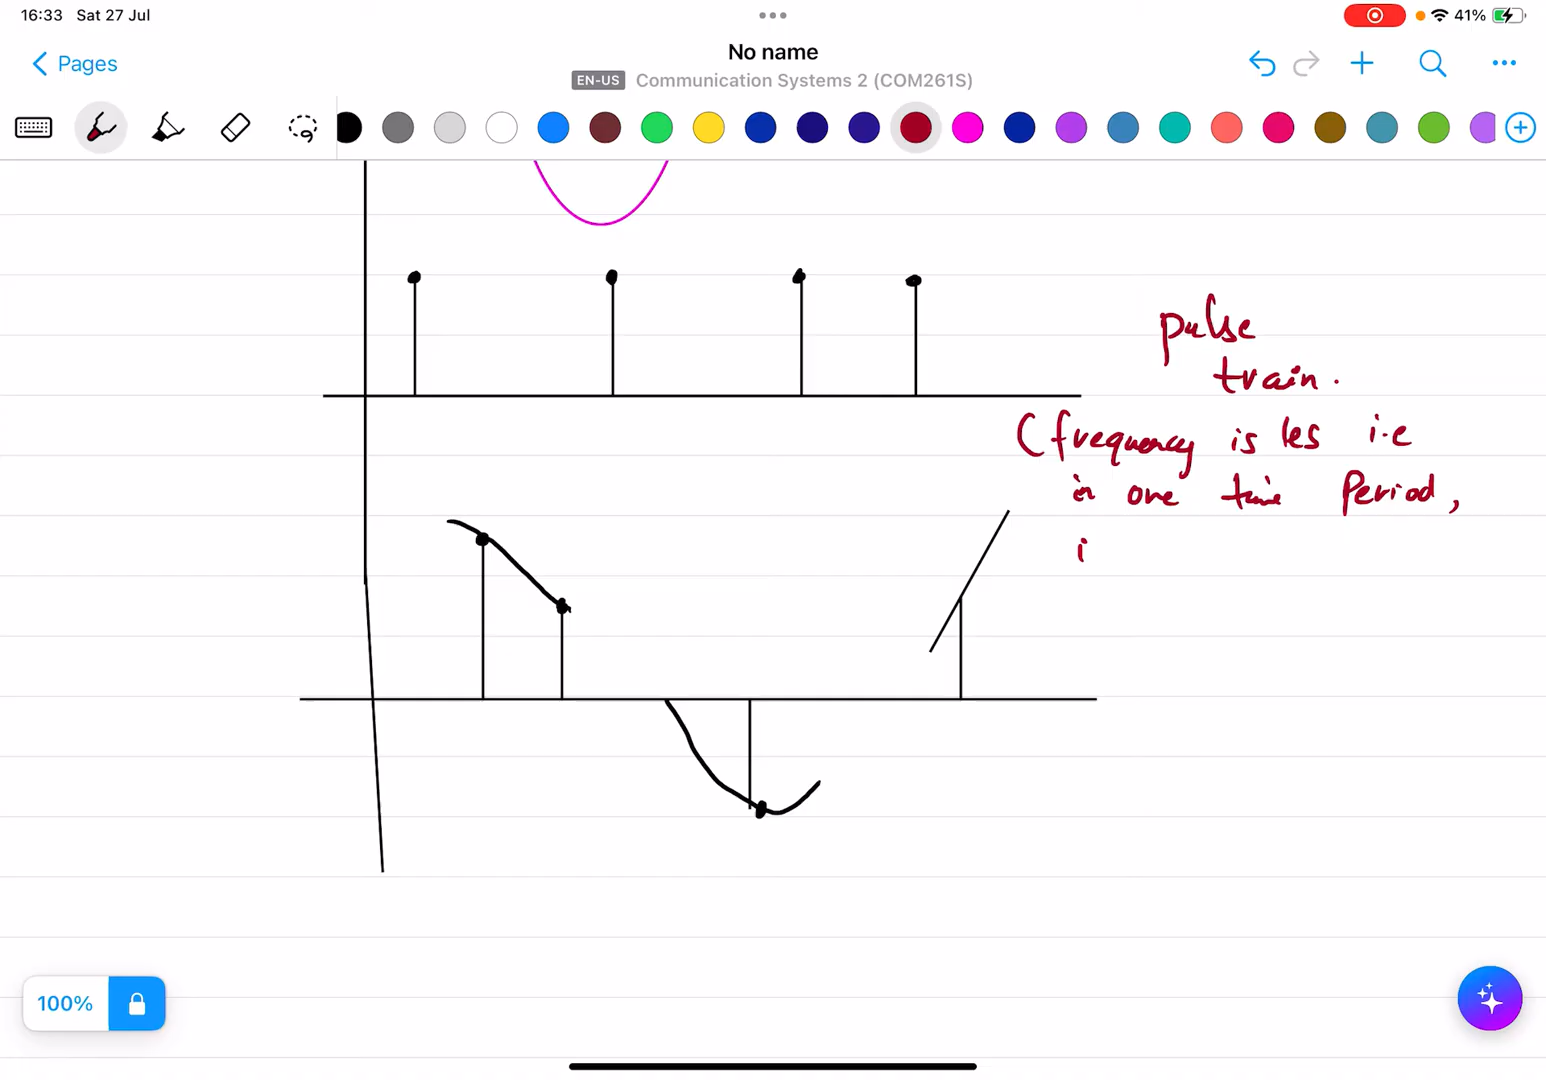 16:33 Sat 27 Jul
41%
Pages
No name
EN-US Communication Systems 2 (COM261S)
pulse
train.
(frequency is les i.e
in one time Period,
i
100%